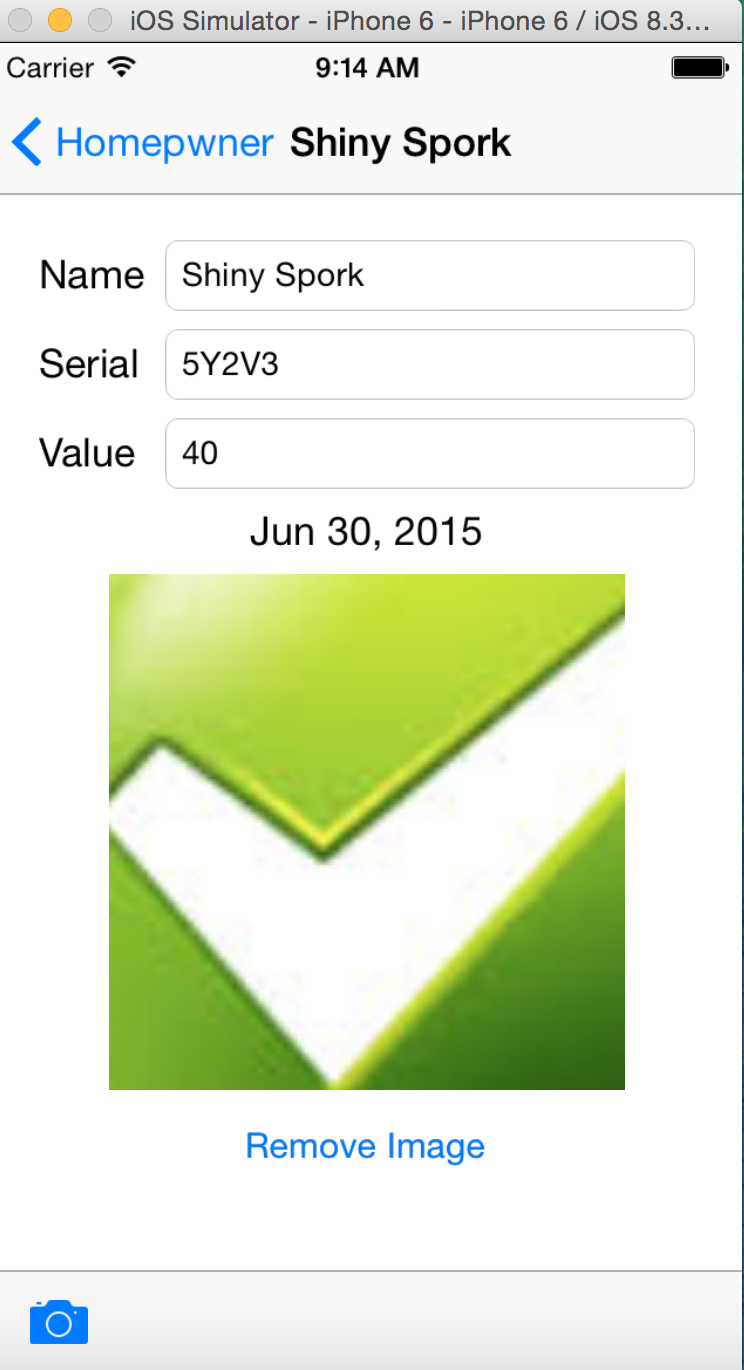 iOS Simulator - iPhone 6 - iPhone 6 / iOS 8.3...
Carrier 9:14 AM
Homepwner Shiny Spork
Name Shiny Spork
Serial 5Y2V3
Value 40
Jun 30, 2015
Remove Image